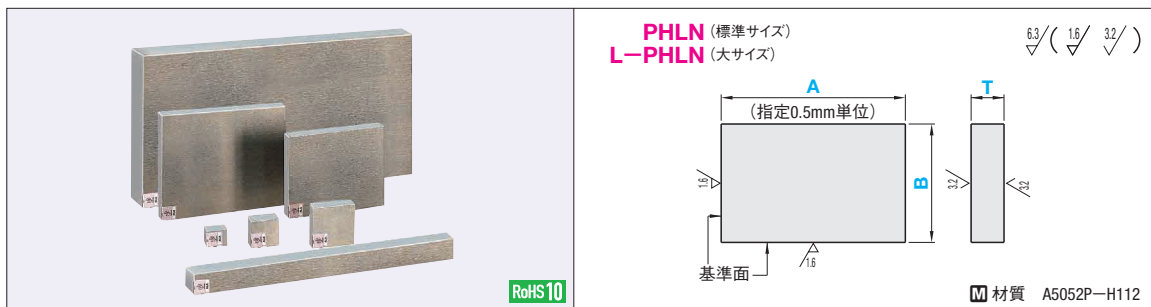 RoHS10
PHLN (標準サイズ)
L−PHLN (大サイズ)
6.3 ( 1.6 3.2 )
A
(指定0.5mm単位)
T
B
1.6
3.2
3.2
1.6
基準面
M 材質 A5052P−H112